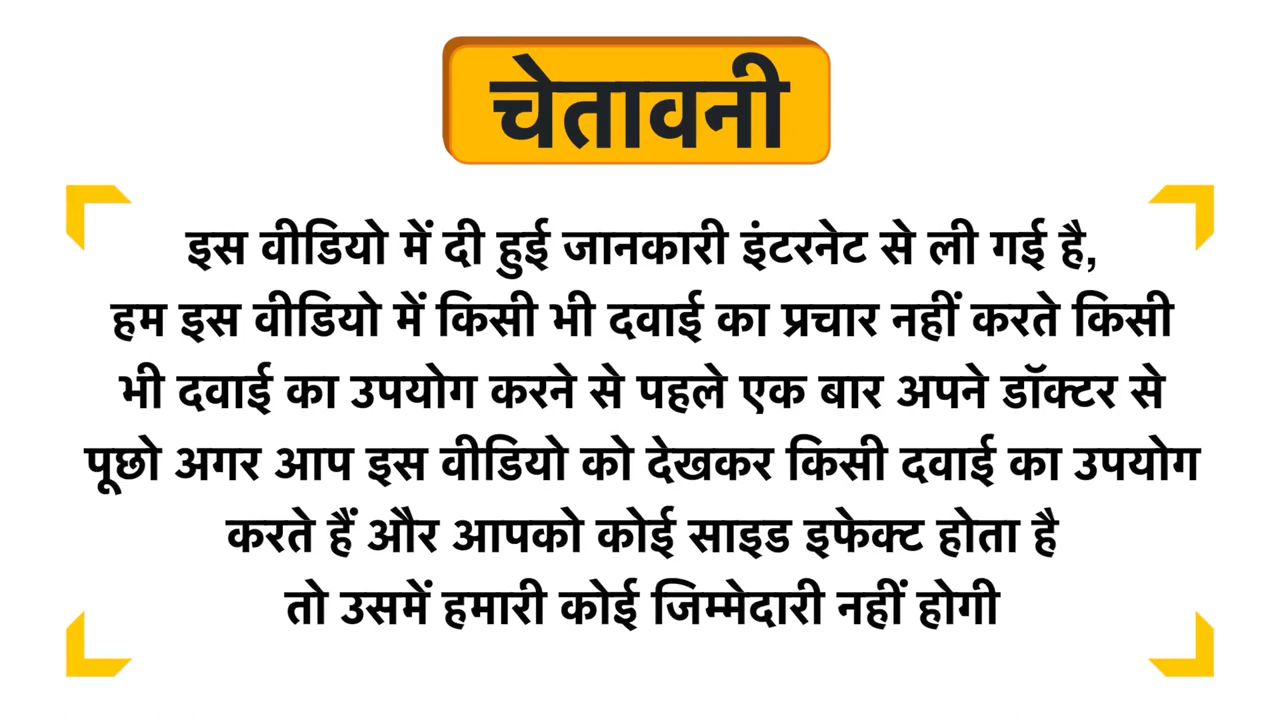 चेतावनी
इस वीडियो में दी हुई जानकारी इंटरनेट से ली गई है,
हम इस वीडियो में किसी भी दवाई का प्रचार नहीं करते किसी
भी दवाई का उपयोग करने से पहले एक बार अपने डॉक्टर से
पूछो अगर आप इस वीडियो को देखकर किसी दवाई का उपयोग
करते हैं और आपको कोई साइड इफेक्ट होता है
तो उसमें हमारी कोई जिम्मेदारी नहीं होगी